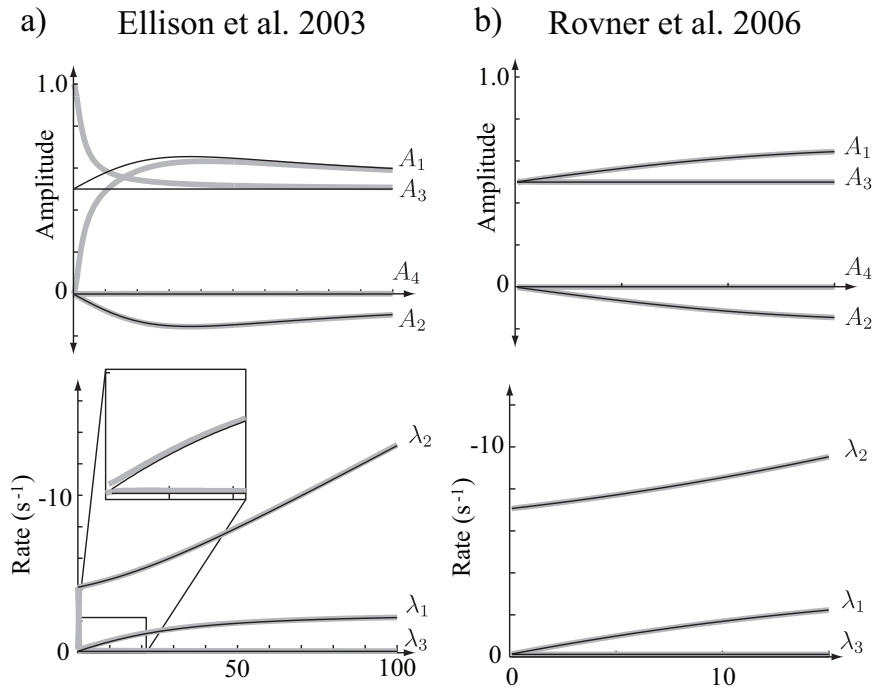 a) Ellison et al. 2003
b) Rovner et al. 2006
1.0
Amplitude
0
A₁
A₃
A₄
A₂
1.0
Amplitude
0
A₁
A₃
A₄
A₂
Rate (s⁻¹)
-10
0
50
100
λ₂
λ₁
λ₃
Rate (s⁻¹)
-10
0
0
10
λ₂
λ₁
λ₃